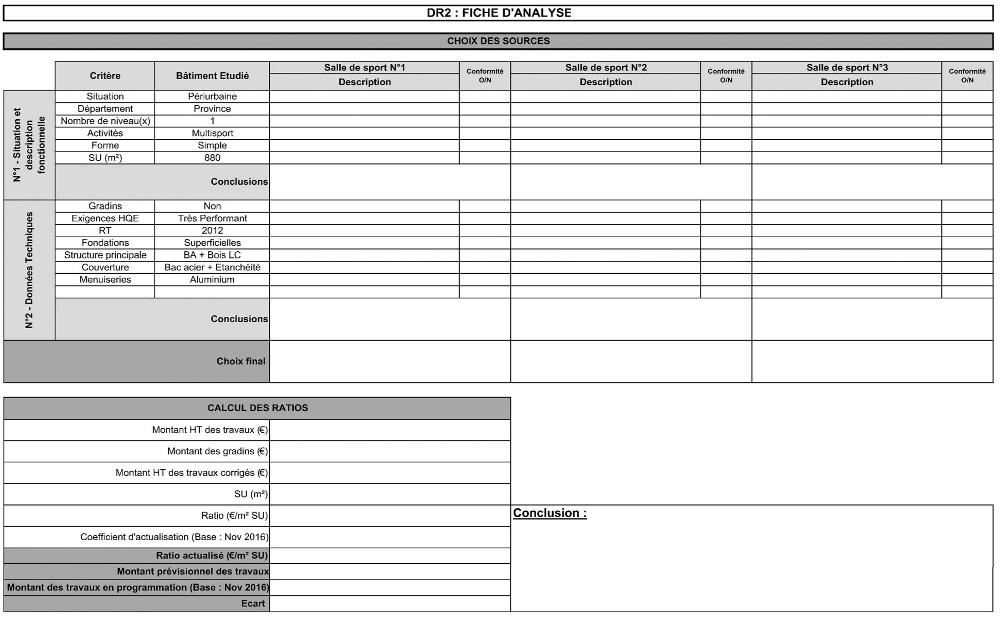 DR2 : FICHE D'ANALYSE
CHOIX DES SOURCES
Critère
Bâtiment Etudié
Salle de sport N°1
Description
Conformité
O/N
Salle de sport N°2
Description
Conformité
O/N
Salle de sport N°3
Description
Conformité
O/N
N°1 - Situation et
description
fonctionnelle
Situation Périurbaine
Département Province
Nombre de niveau(x) 1
Activités Multisport
Forme Simple
SU (m²) 880
Conclusions
N°2 - Données Techniques
Gradins Non
Exigences HQE Très Performant
RT 2012
Fondations Superficielles
Structure principale BA + Bois LC
Couverture Bac acier + Etanchéité
Menuiseries Aluminium
Conclusions
Choix final
CALCUL DES RATIOS
Montant HT des travaux (€)
Montant des gradins (€)
Montant HT des travaux corrigés (€)
SU (m²)
Ratio (€/m² SU)
Coefficient d'actualisation (Base : Nov 2016)
Ratio actualisé (€/m² SU)
Montant prévisionnel des travaux
Montant des travaux en programmation (Base : Nov 2016)
Ecart
Conclusion :